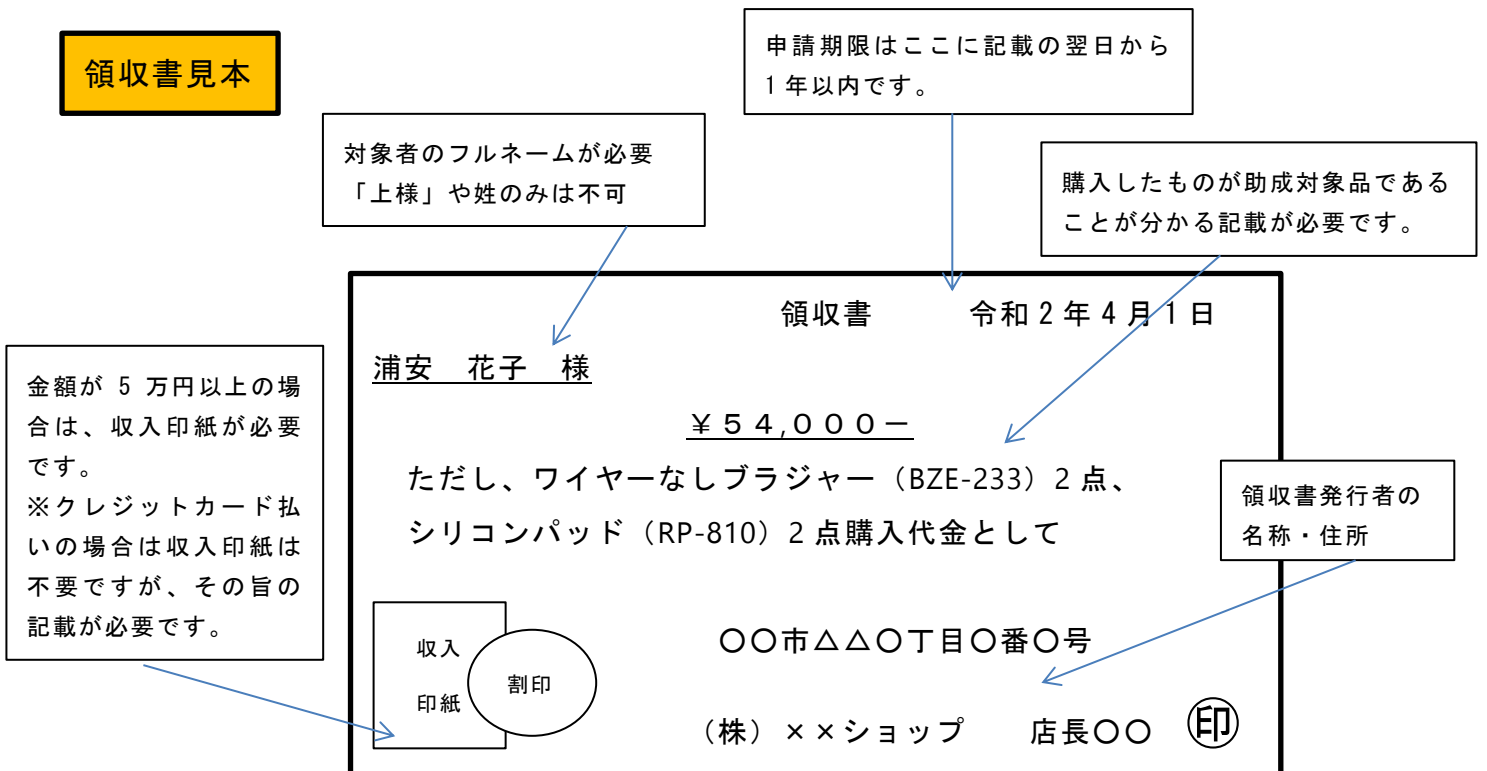 領収書見本
申請期限はここに記載の翌日から
1年以内です。
対象者のフルネームが必要
「上様」や姓のみは不可
購入したものが助成対象品である
ことが分かる記載が必要です。
領収書　　　令和2年4月1日
浦安　花子　様
金額が 5 万円以上の場
合は、収入印紙が必要
です。
※クレジットカード払
いの場合は収入印紙は
不要ですが、その旨の
記載が必要です。
￥５４,０００－
ただし、ワイヤーなしブラジャー（BZE-233）2点、
シリコンパッド（RP-810）2点購入代金として
領収書発行者の
名称・住所
収入
印紙
割印
〇〇市△△〇丁目〇番〇号
（株）××ショップ　　店長〇〇　㊞